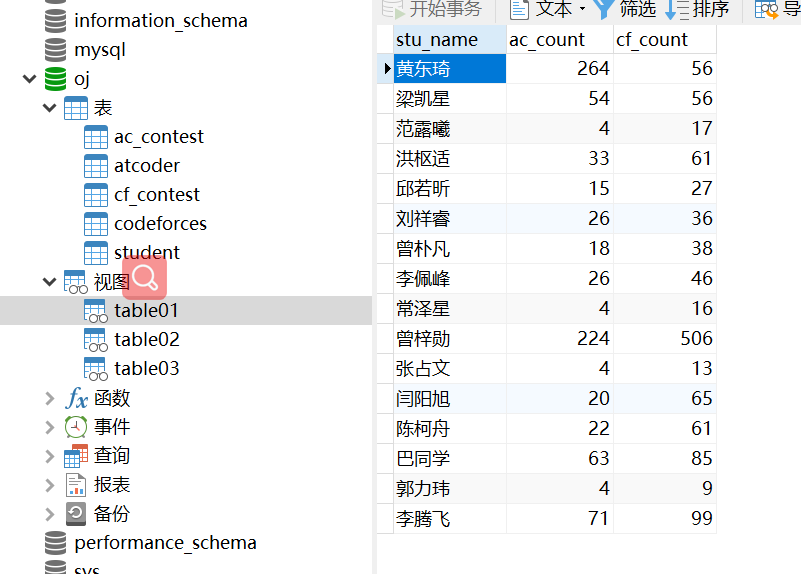 information_schema
mysql
oj
表
ac_contest
atcoder
cf_contest
codeforces
student
视图
table01
table02
table03
fx 函数
事件
查询
报表
备份
performance_schema
sys
开始事务 文本 筛选 排序 导
stu_name ac_count cf_count
黄东琦 264 56
梁凯星 54 56
范露曦 4 17
洪枢适 33 61
邱若昕 15 27
刘祥睿 26 36
曾朴凡 18 38
李佩峰 26 46
常泽星 4 16
曾梓勋 224 506
张占文 4 13
闫阳旭 20 65
陈柯舟 22 61
巴同学 63 85
郭力玮 4 9
李腾飞 71 99